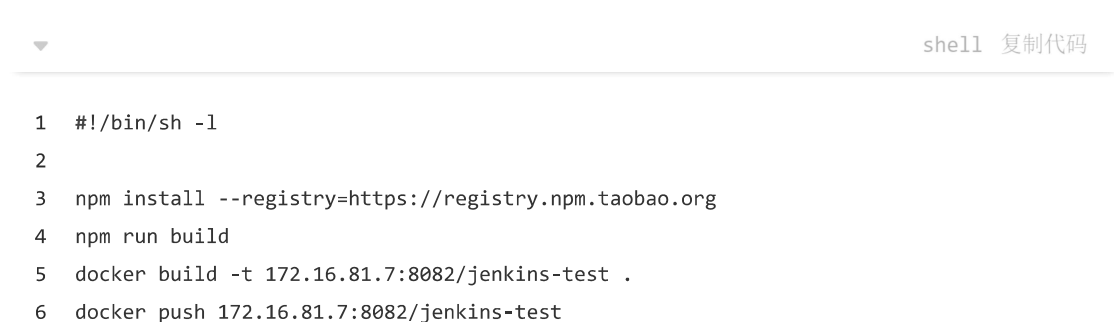 shell 复制代码
1 #!/bin/sh -l
2
3 npm install --registry=https://registry.npm.taobao.org
4 npm run build
5 docker build -t 172.16.81.7:8082/jenkins-test .
6 docker push 172.16.81.7:8082/jenkins-test